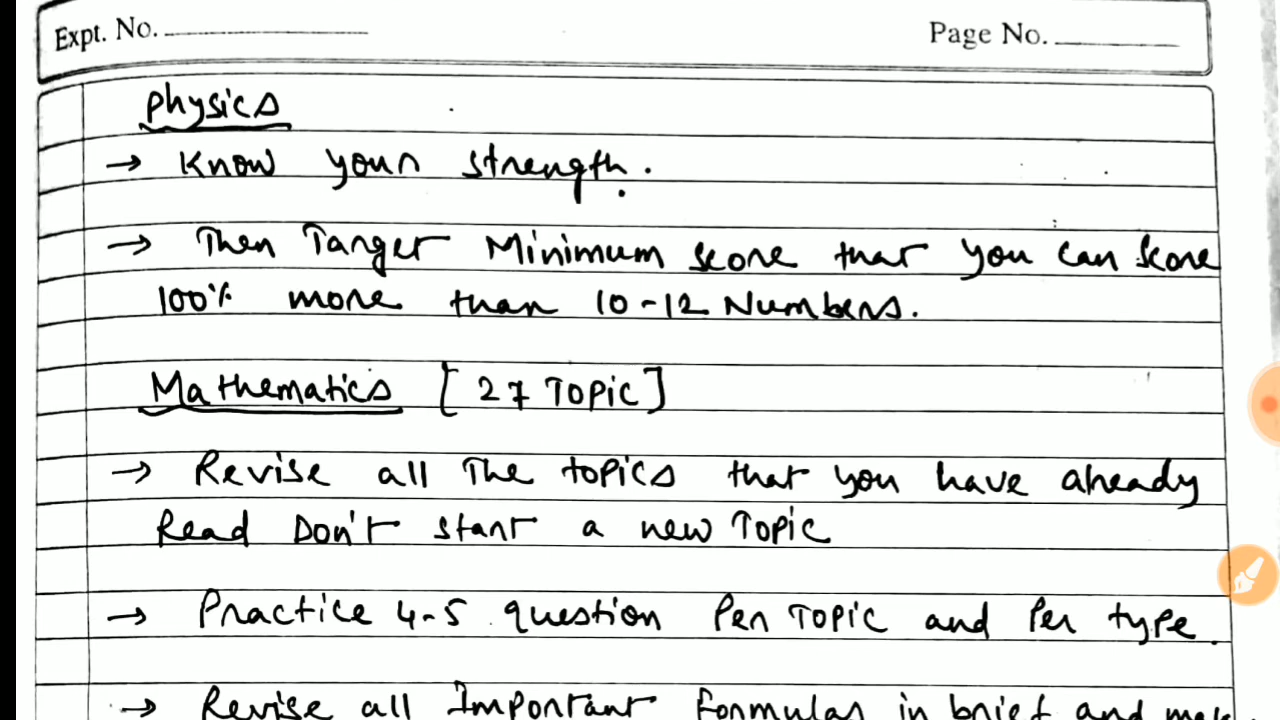 Expt. No.
Page No.
Physics
→ Know your strength.
→ Then Target Minimum score that you can score
100% more than 10-12 Numbers.
Mathematics [27 Topic]
→ Revise all The topics that you have already
Read Don't start a new Topic
→ Practice 4-5 question Per Topic and Per type.
→ Revise all Important formulas in brief and make